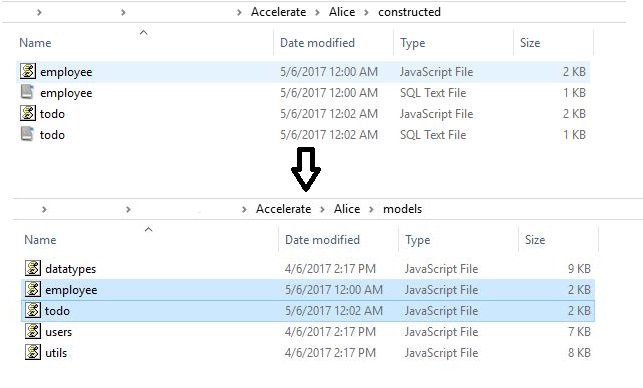 Accelerate > Alice > constructed
Name Date modified Type Size
employee 5/6/2017 12:00 AM JavaScript File 2 KB
employee 5/6/2017 12:00 AM SQL Text File 1 KB
todo 5/6/2017 12:02 AM JavaScript File 2 KB
todo 5/6/2017 12:02 AM SQL Text File 1 KB
Accelerate > Alice > models
Name Date modified Type Size
datatypes 4/6/2017 2:17 PM JavaScript File 9 KB
employee 5/6/2017 12:00 AM JavaScript File 2 KB
todo 5/6/2017 12:02 AM JavaScript File 2 KB
users 4/6/2017 2:17 PM JavaScript File 7 KB
utils 4/6/2017 2:17 PM JavaScript File 8 KB